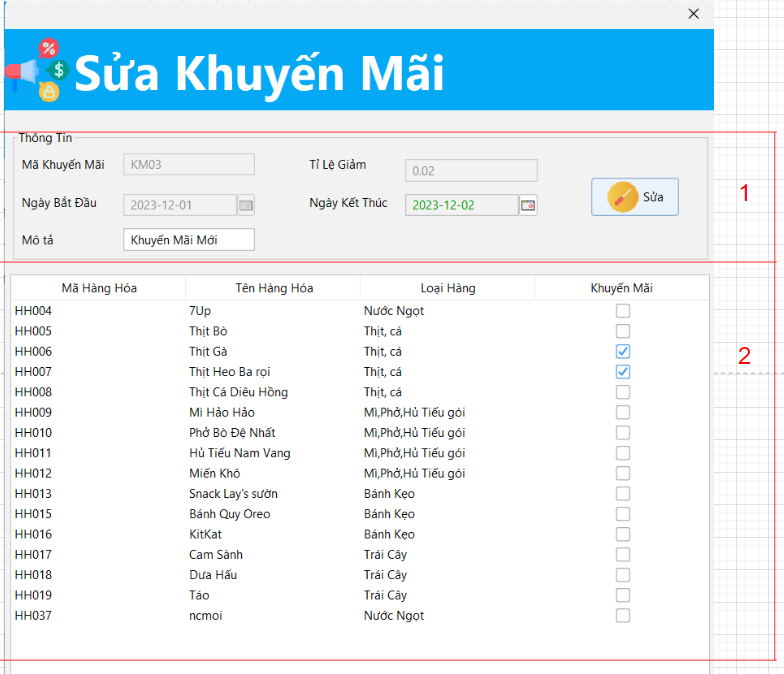 Sửa Khuyến Mãi
Thông Tin
Mã Khuyến Mãi KM03 Tỉ Lệ Giảm 0.02
1
Ngày Bắt Đầu 2023-12-01 Ngày Kết Thúc 2023-12-02 Sửa
Mô tả Khuyến Mãi Mới
Mã Hàng Hóa Tên Hàng Hóa Loại Hàng Khuyến Mãi
HH004 7Up Nước Ngọt
HH005 Thịt Bò Thịt, cá
HH006 Thịt Gà Thịt, cá
2
HH007 Thịt Heo Ba rọi Thịt, cá
HH008 Thịt Cá Diêu Hồng Thịt, cá
HH009 Mì Hảo Hảo Mì,Phở,Hủ Tiếu gói
HH010 Phở Bò Đệ Nhất Mì,Phở,Hủ Tiếu gói
HH011 Hủ Tiếu Nam Vang Mì,Phở,Hủ Tiếu gói
HH012 Miến Khô Mì,Phở,Hủ Tiếu gói
HH013 Snack Lay's sườn Bánh Kẹo
HH015 Bánh Quy Oreo Bánh Kẹo
HH016 KitKat Bánh Kẹo
HH017 Cam Sành Trái Cây
HH018 Dưa Hấu Trái Cây
HH019 Táo Trái Cây
HH037 ncmoi Nước Ngọt